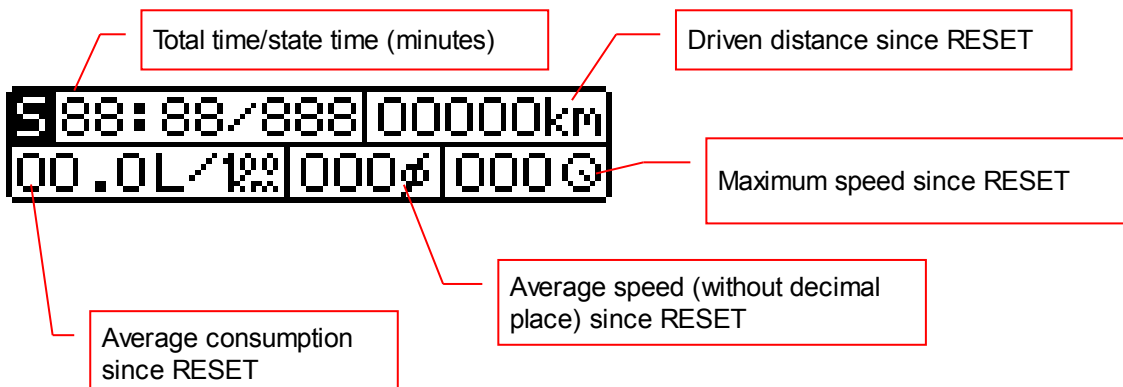 Total time/state time (minutes)
Driven distance since RESET
S 88:88/888 00000km
00.0L/100km 000ø 000
Maximum speed since RESET
Average speed (without decimal
place) since RESET
Average consumption
since RESET